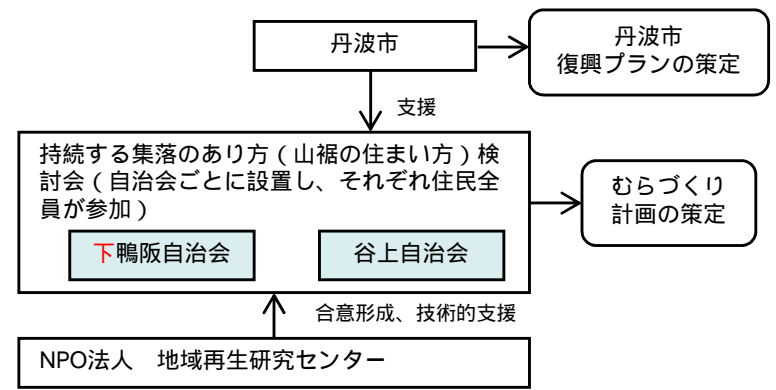 丹波市
丹波市
復興プランの策定
支援
持続する集落のあり方（山裾の住まい方）検
討会（自治会ごとに設置し、それぞれ住民全
員が参加）
むらづくり
計画の策定
下鴨阪自治会
谷上自治会
合意形成、技術的支援
NPO法人　地域再生研究センター